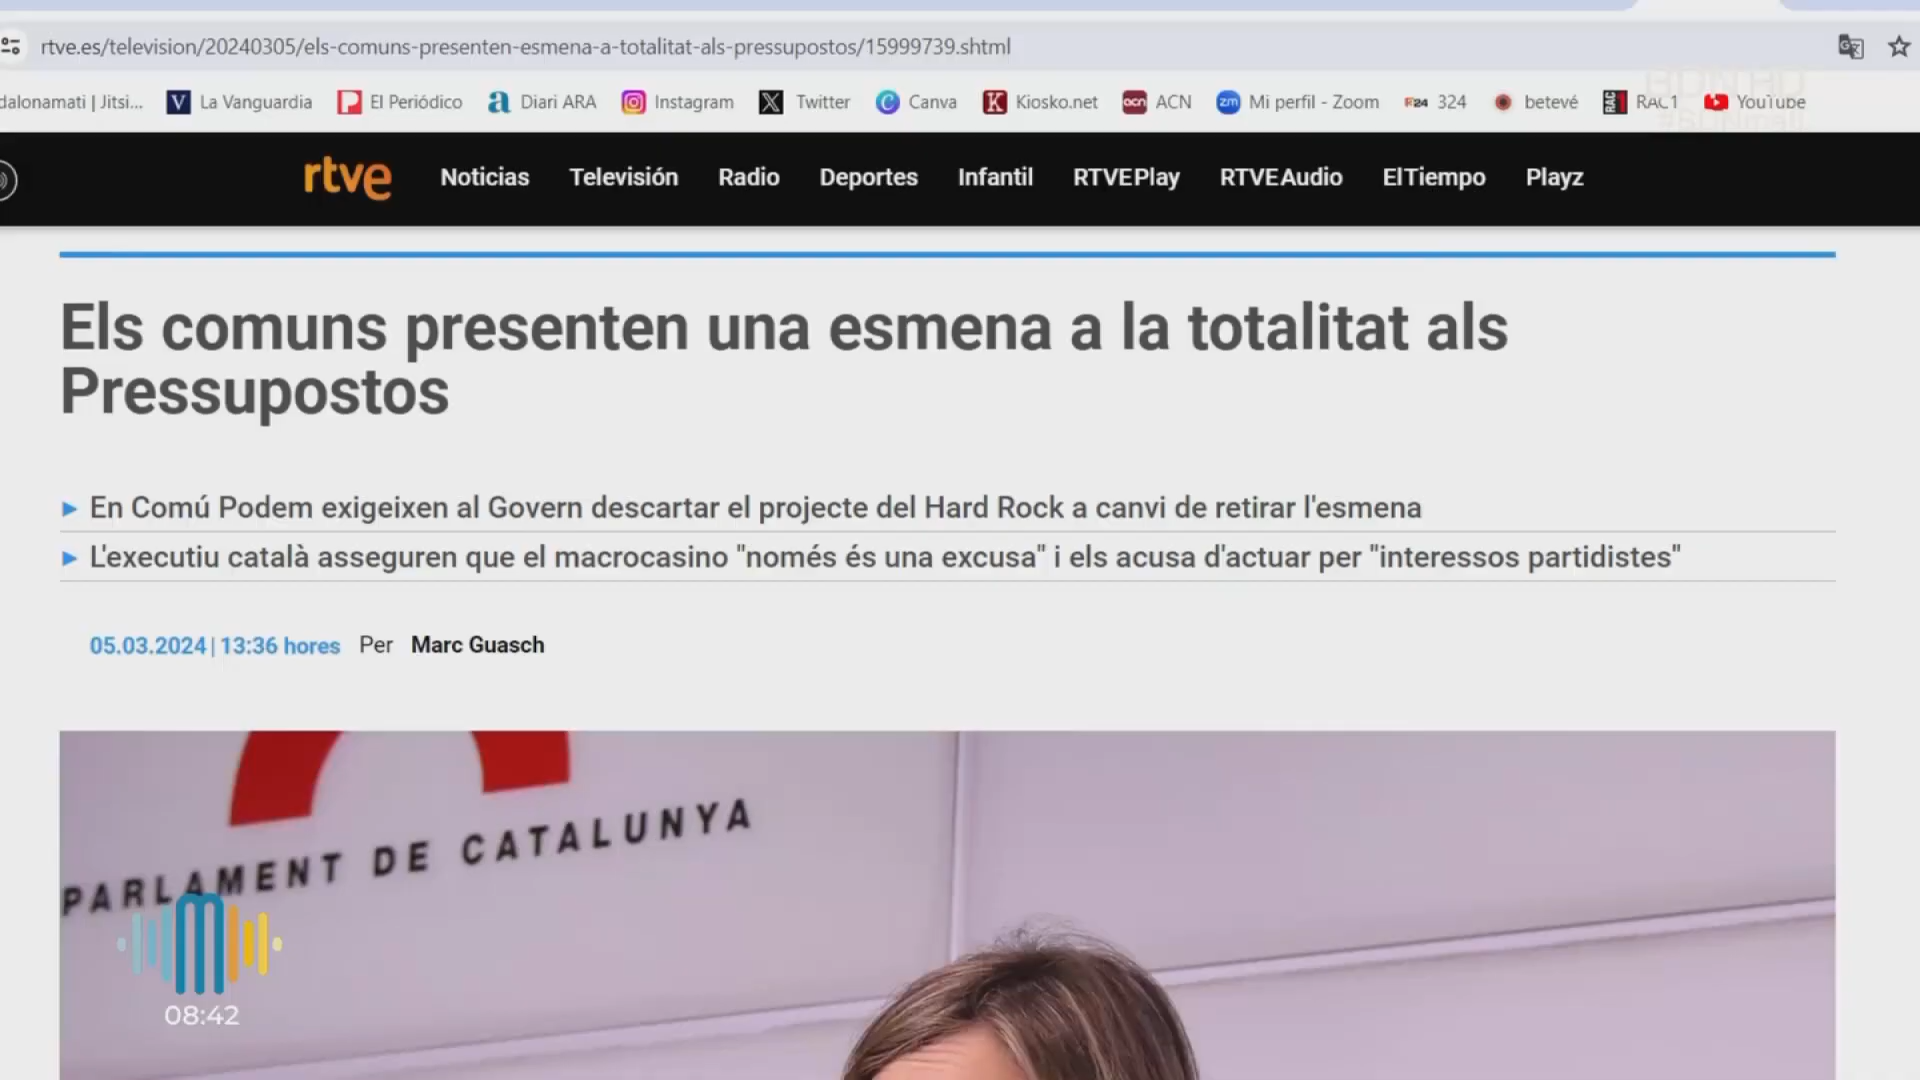 rtve.es/television/20240305/els-comuns-presenten-esmena-a-totalitat-als-pressupostos/15999739.shtml
dalonamati | Jitsi... La Vanguardia El Periódico Diari ARA Instagram Twitter Canva Kiosko.net ACN Mi perfil - Zoom 324 betevé RAC1 YouTube
rtve Noticias Televisión Radio Deportes Infantil RTVEPlay RTVEAudio ElTiempo Playz
Els comuns presenten una esmena a la totalitat als
Pressupostos
En Comú Podem exigeixen al Govern descartar el projecte del Hard Rock a canvi de retirar l'esmena
L'executiu català asseguren que el macrocasino "només és una excusa" i els acusa d'actuar per "interessos partidistes"
05.03.2024 | 13:36 hores Per Marc Guasch
PARLAMENT DE CATALUNYA
08:42